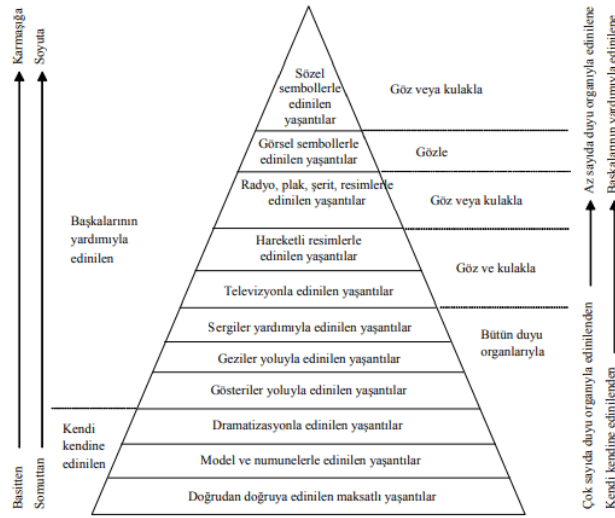 Karmaşığa
Soyuta
Sözel
sembollerle
edinilen
yaşantılar
Göz veya kulakla
Görsel sembollerle
edinilen yaşantılar
Gözle
Radyo, plak, şerit, resimlerle
edinilen yaşantılar
Göz veya kulakla
Başkalarının
yardımıyla
edinilen
Hareketli resimlerle
edinilen yaşantılar
Göz ve kulakla
Televizyonla edinilen yaşantılar
Sergiler yardımıyla edinilen yaşantılar
Bütün duyu
organlarıyla
Geziler yoluyla edinilen yaşantılar
Gösteriler yoluyla edinilen yaşantılar
Kendi
kendine
edinilen
Dramatizasyonla edinilen yaşantılar
Model ve numunelerle edinilen yaşantılar
Doğrudan doğruya edinilen maksatlı yaşantılar
Basitten
Somuttan
Az sayıda duyu organıyla edinilene
Başkalarının yardımıyla edinilene
Çok sayıda duyu organıyla edinilenden
Kendi kendine edinilenden